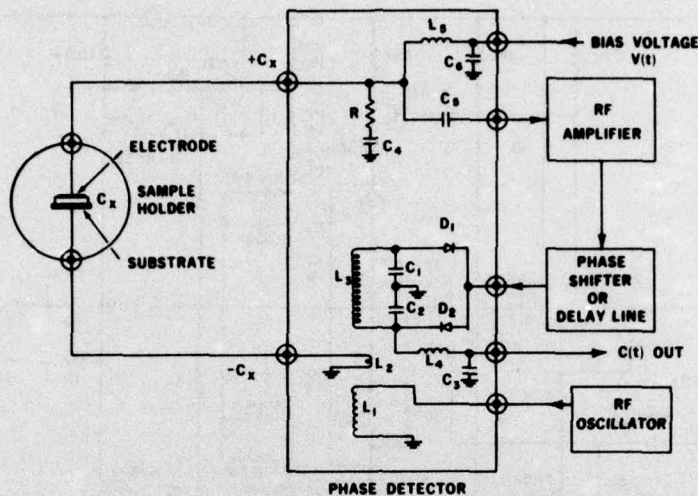 L5
BIAS VOLTAGE
V(t)
+Cx
C6
C5
R
C4
RF
AMPLIFIER
ELECTRODE
Cx
SAMPLE
HOLDER
SUBSTRATE
D1
L3
C1
C2
D2
PHASE
SHIFTER
OR
DELAY LINE
L4
C(t) OUT
-Cx
L2
C3
L1
RF
OSCILLATOR
PHASE DETECTOR